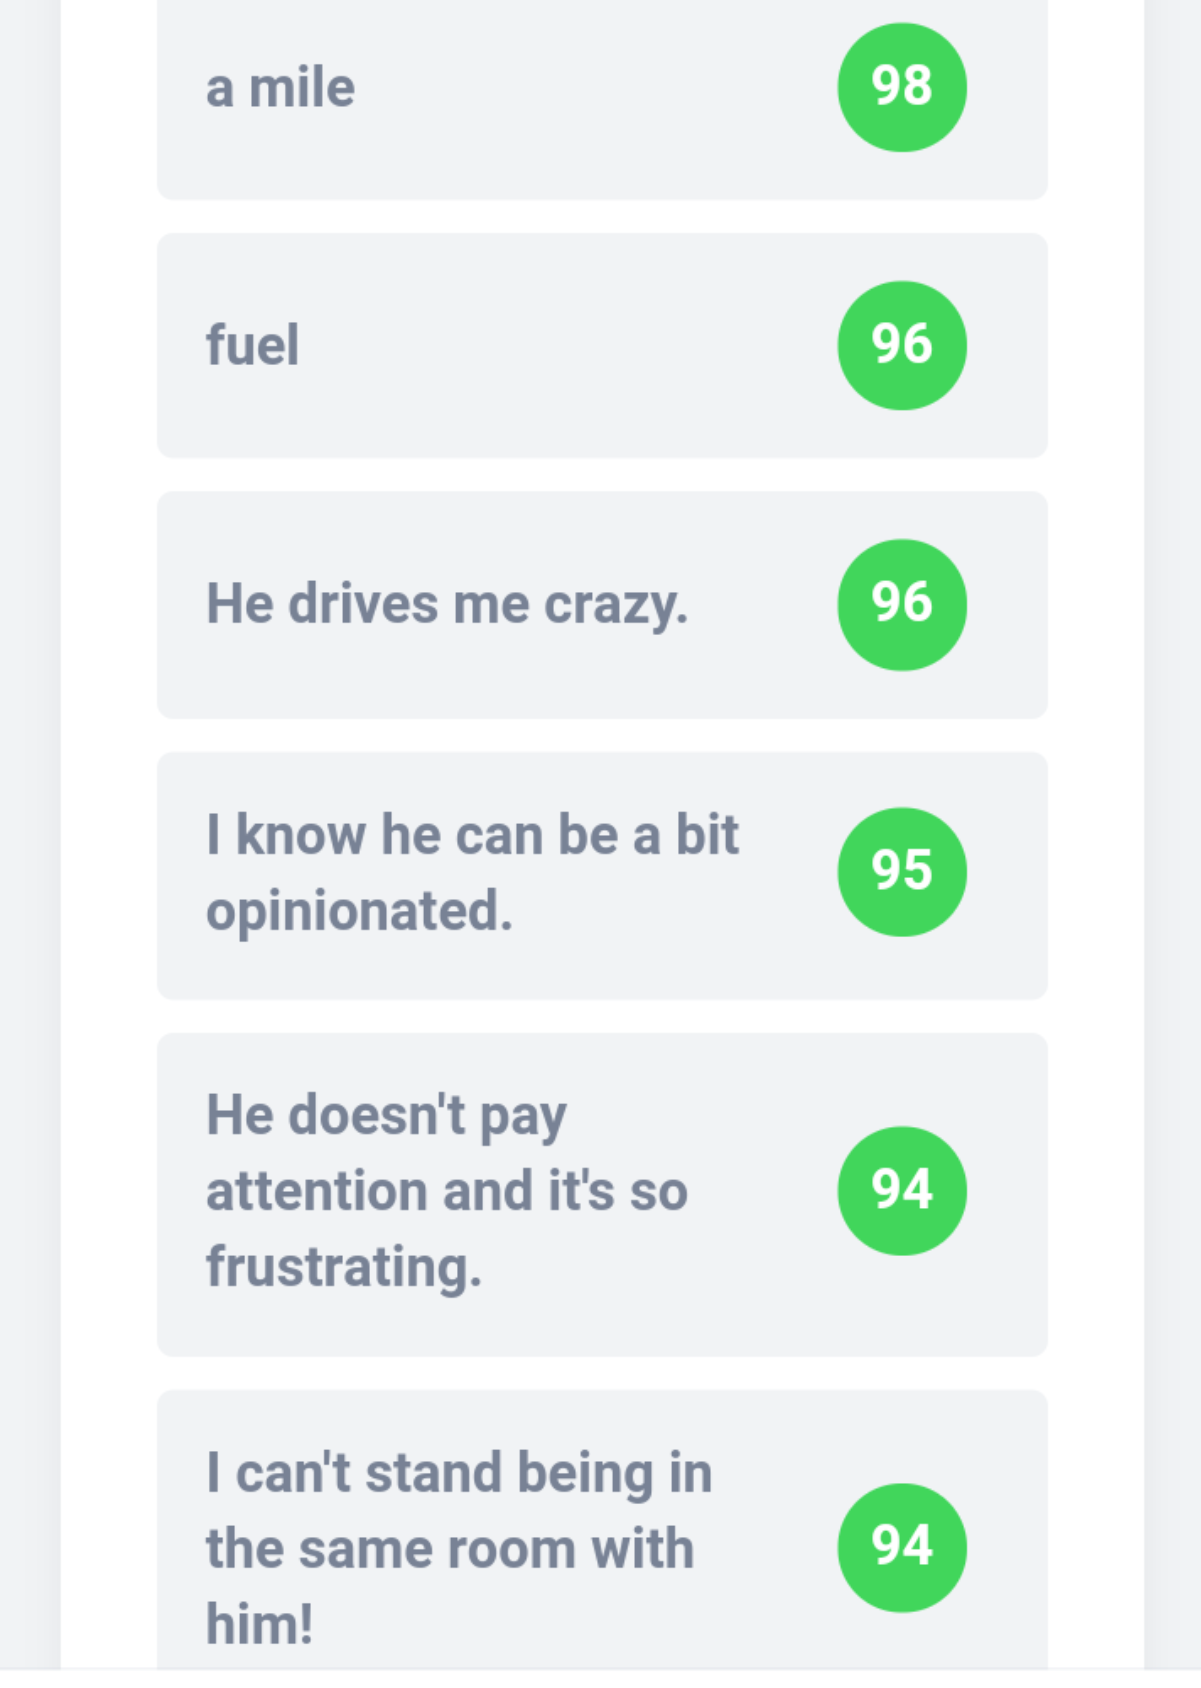 a mile
98
fuel
96
He drives me crazy.
96
I know he can be a bit
opinionated.
95
He doesn't pay
attention and it's so
frustrating.
94
I can't stand being in
the same room with
him!
94